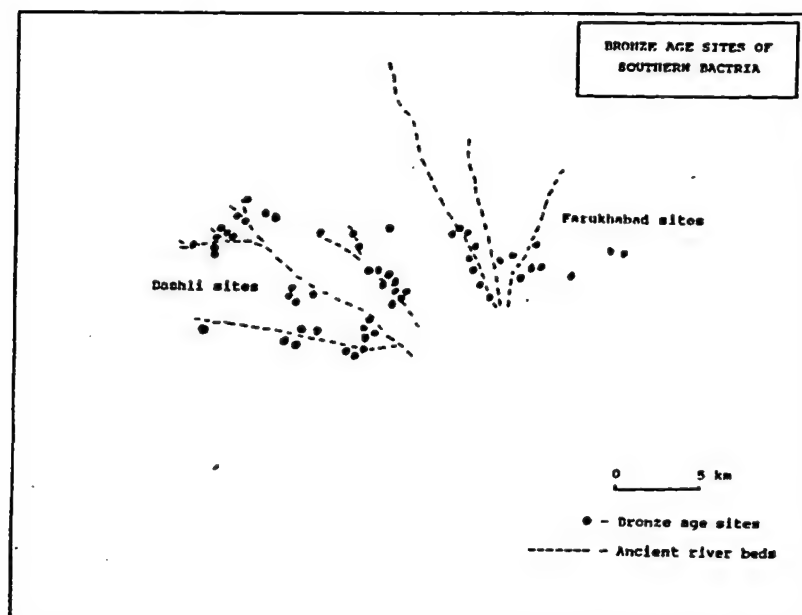 BRONZE AGE SITES OF
SOUTHERN BACTRIA
Farukhabad sites
Dashli sites
0 5 km
● - Bronze age sites
------- - Ancient river beds